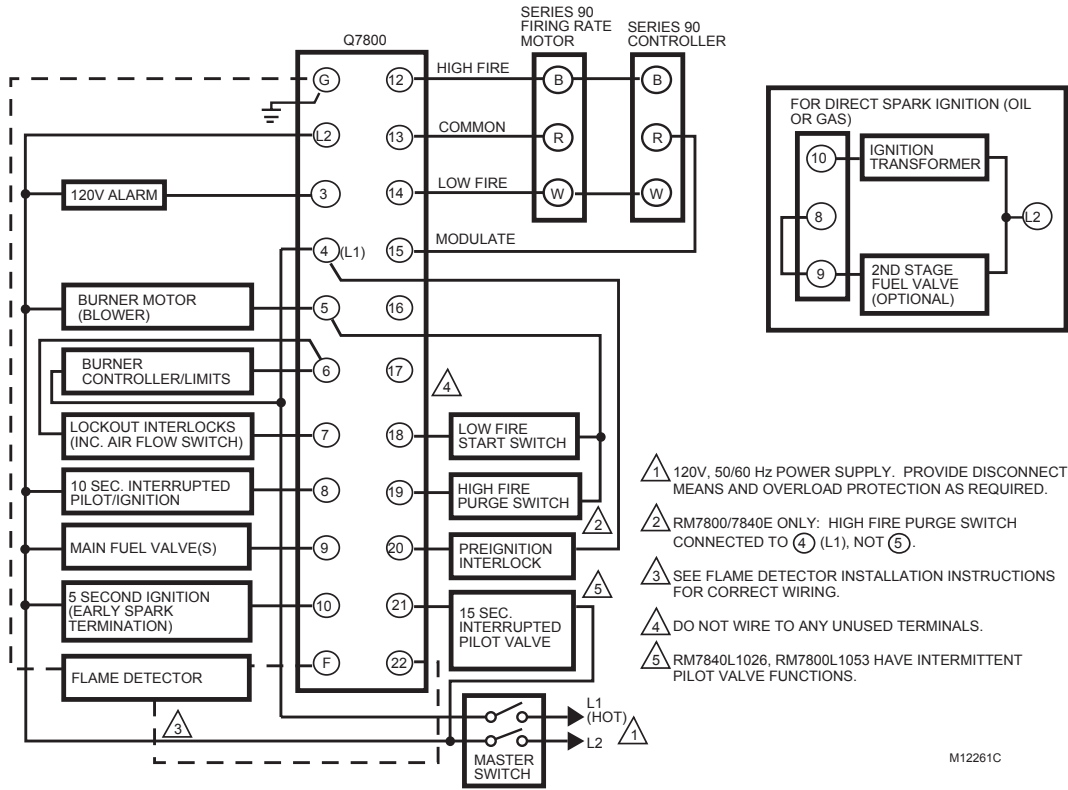 Q7800
SERIES 90
FIRING RATE
MOTOR
SERIES 90
CONTROLLER
G
12
HIGH FIRE
B
B
L2
13
COMMON
R
R
120V ALARM
3
14
LOW FIRE
W
W
4
(L1)
15
MODULATE
BURNER MOTOR
(BLOWER)
5
16
BURNER
CONTROLLER/LIMITS
6
17
4
LOCKOUT INTERLOCKS
(INC. AIR FLOW SWITCH)
7
18
LOW FIRE
START SWITCH
10 SEC. INTERRUPTED
PILOT/IGNITION
8
19
HIGH FIRE
PURGE SWITCH
2
MAIN FUEL VALVE(S)
9
20
PREIGNITION
INTERLOCK
5
5 SECOND IGNITION
(EARLY SPARK
TERMINATION)
10
21
15 SEC.
INTERRUPTED
PILOT VALVE
FLAME DETECTOR
F
22
3
MASTER
SWITCH
L1
(HOT)
L2
1
FOR DIRECT SPARK IGNITION (OIL
OR GAS)
10
IGNITION
TRANSFORMER
8
L2
9
2ND STAGE
FUEL VALVE
(OPTIONAL)
1 120V, 50/60 Hz POWER SUPPLY. PROVIDE DISCONNECT
MEANS AND OVERLOAD PROTECTION AS REQUIRED.
2 RM7800/7840E ONLY: HIGH FIRE PURGE SWITCH
CONNECTED TO 4 (L1), NOT 5.
3 SEE FLAME DETECTOR INSTALLATION INSTRUCTIONS
FOR CORRECT WIRING.
4 DO NOT WIRE TO ANY UNUSED TERMINALS.
5 RM7840L1026, RM7800L1053 HAVE INTERMITTENT
PILOT VALVE FUNCTIONS.
M12261C